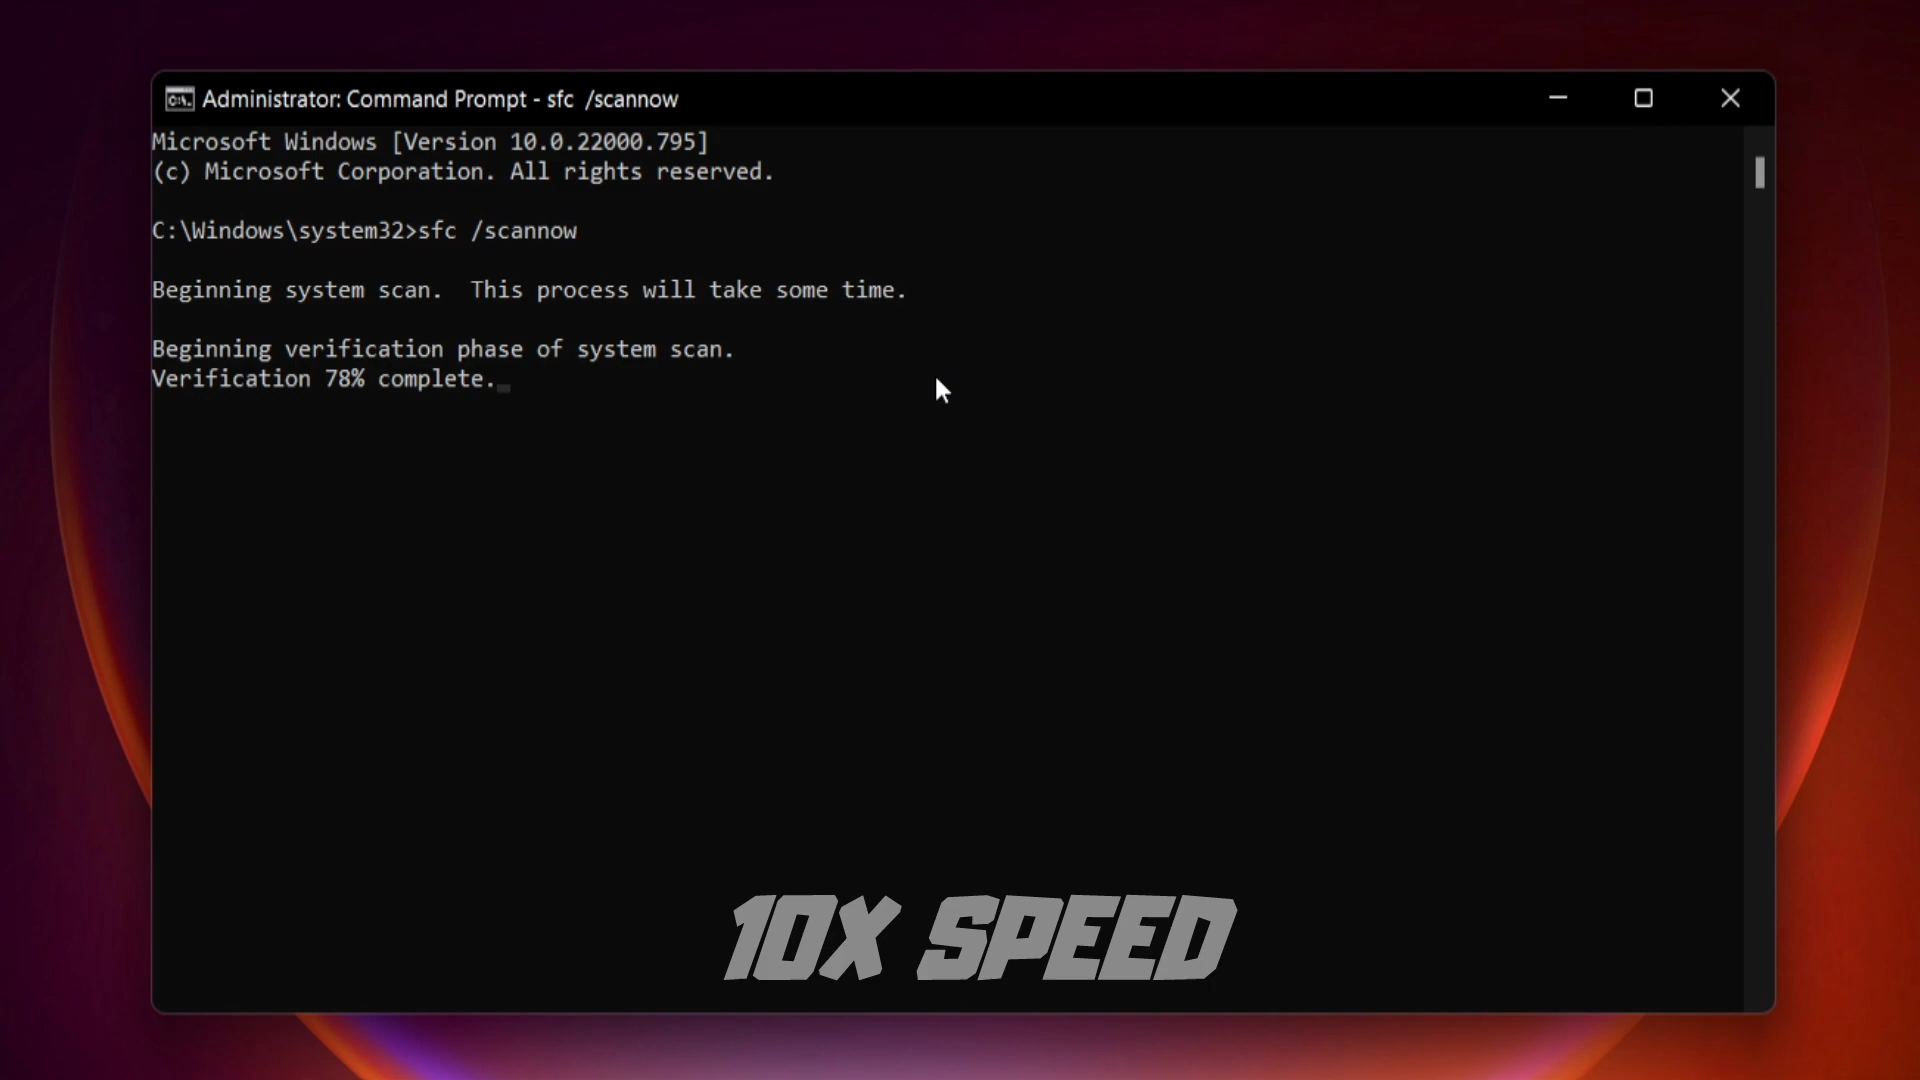 Administrator: Command Prompt - sfc  /scannow
Microsoft Windows [Version 10.0.22000.795]
(c) Microsoft Corporation. All rights reserved.
C:\Windows\system32>sfc /scannow
Beginning system scan.  This process will take some time.
Beginning verification phase of system scan.
Verification 78% complete.
10X SPEED